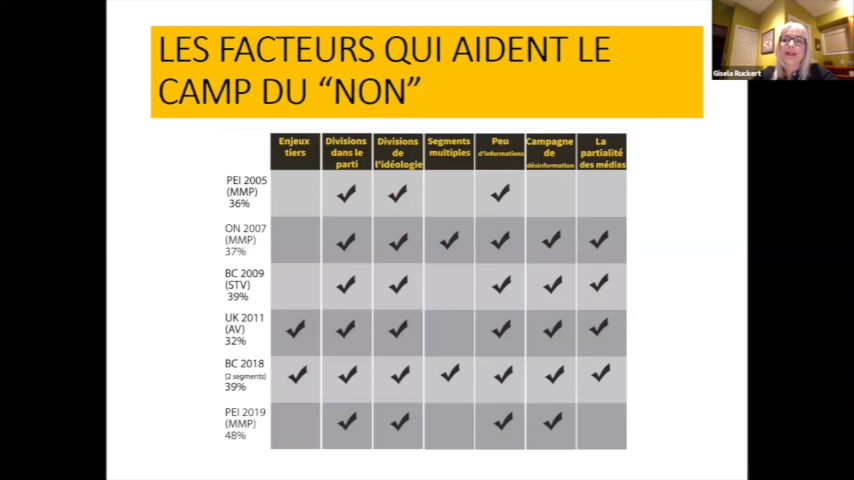 LES FACTEURS QUI AIDENT LE
CAMP DU “NON”
Gisela Ruckert
Enjeux tiers
Divisions dans le parti
Divisions de l'idéologie
Segments multiples
Peu d'informations
Campagne de désinformation
La partialité des médias
PEI 2005
(MMP)
36%
ON 2007
(MMP)
37%
BC 2009
(STV)
39%
UK 2011
(AV)
32%
BC 2018
(2 segments)
39%
PEI 2019
(MMP)
48%